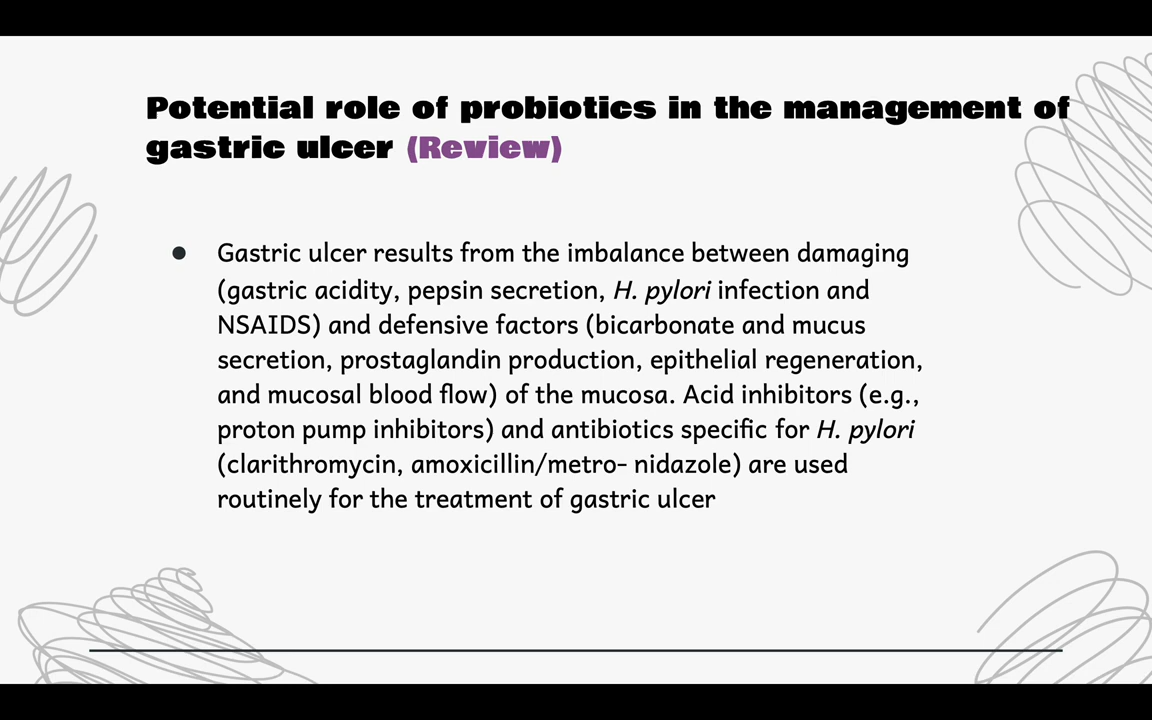 Potential role of probiotics in the management of
gastric ulcer (Review)
● Gastric ulcer results from the imbalance between damaging
(gastric acidity, pepsin secretion, H. pylori infection and
NSAIDS) and defensive factors (bicarbonate and mucus
secretion, prostaglandin production, epithelial regeneration,
and mucosal blood flow) of the mucosa. Acid inhibitors (e.g.,
proton pump inhibitors) and antibiotics specific for H. pylori
(clarithromycin, amoxicillin/metro- nidazole) are used
routinely for the treatment of gastric ulcer